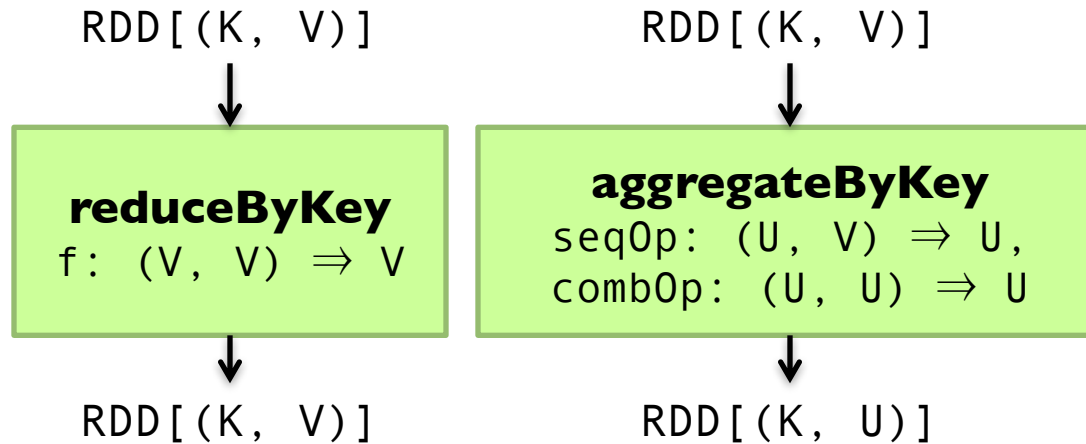 RDD[(K, V)]
reduceByKey
f: (V, V) ⇒ V
RDD[(K, V)]
RDD[(K, V)]
aggregateByKey
seqOp: (U, V) ⇒ U,
combOp: (U, U) ⇒ U
RDD[(K, U)]